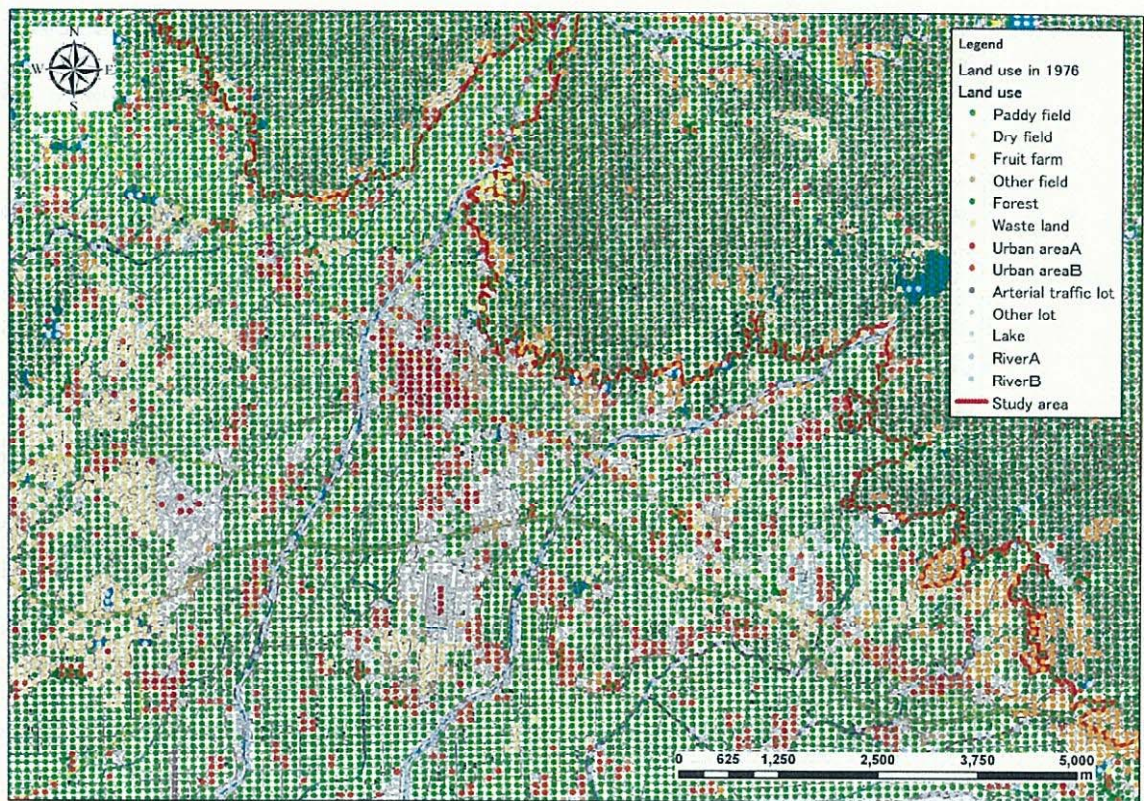 N
W E
S
Legend
Land use in 1976
Land use
Paddy field
Dry field
Fruit farm
Other field
Forest
Waste land
Urban areaA
Urban areaB
Arterial traffic lot
Other lot
Lake
RiverA
RiverB
Study area
0 625 1,250 2,500 3,750 5,000
m